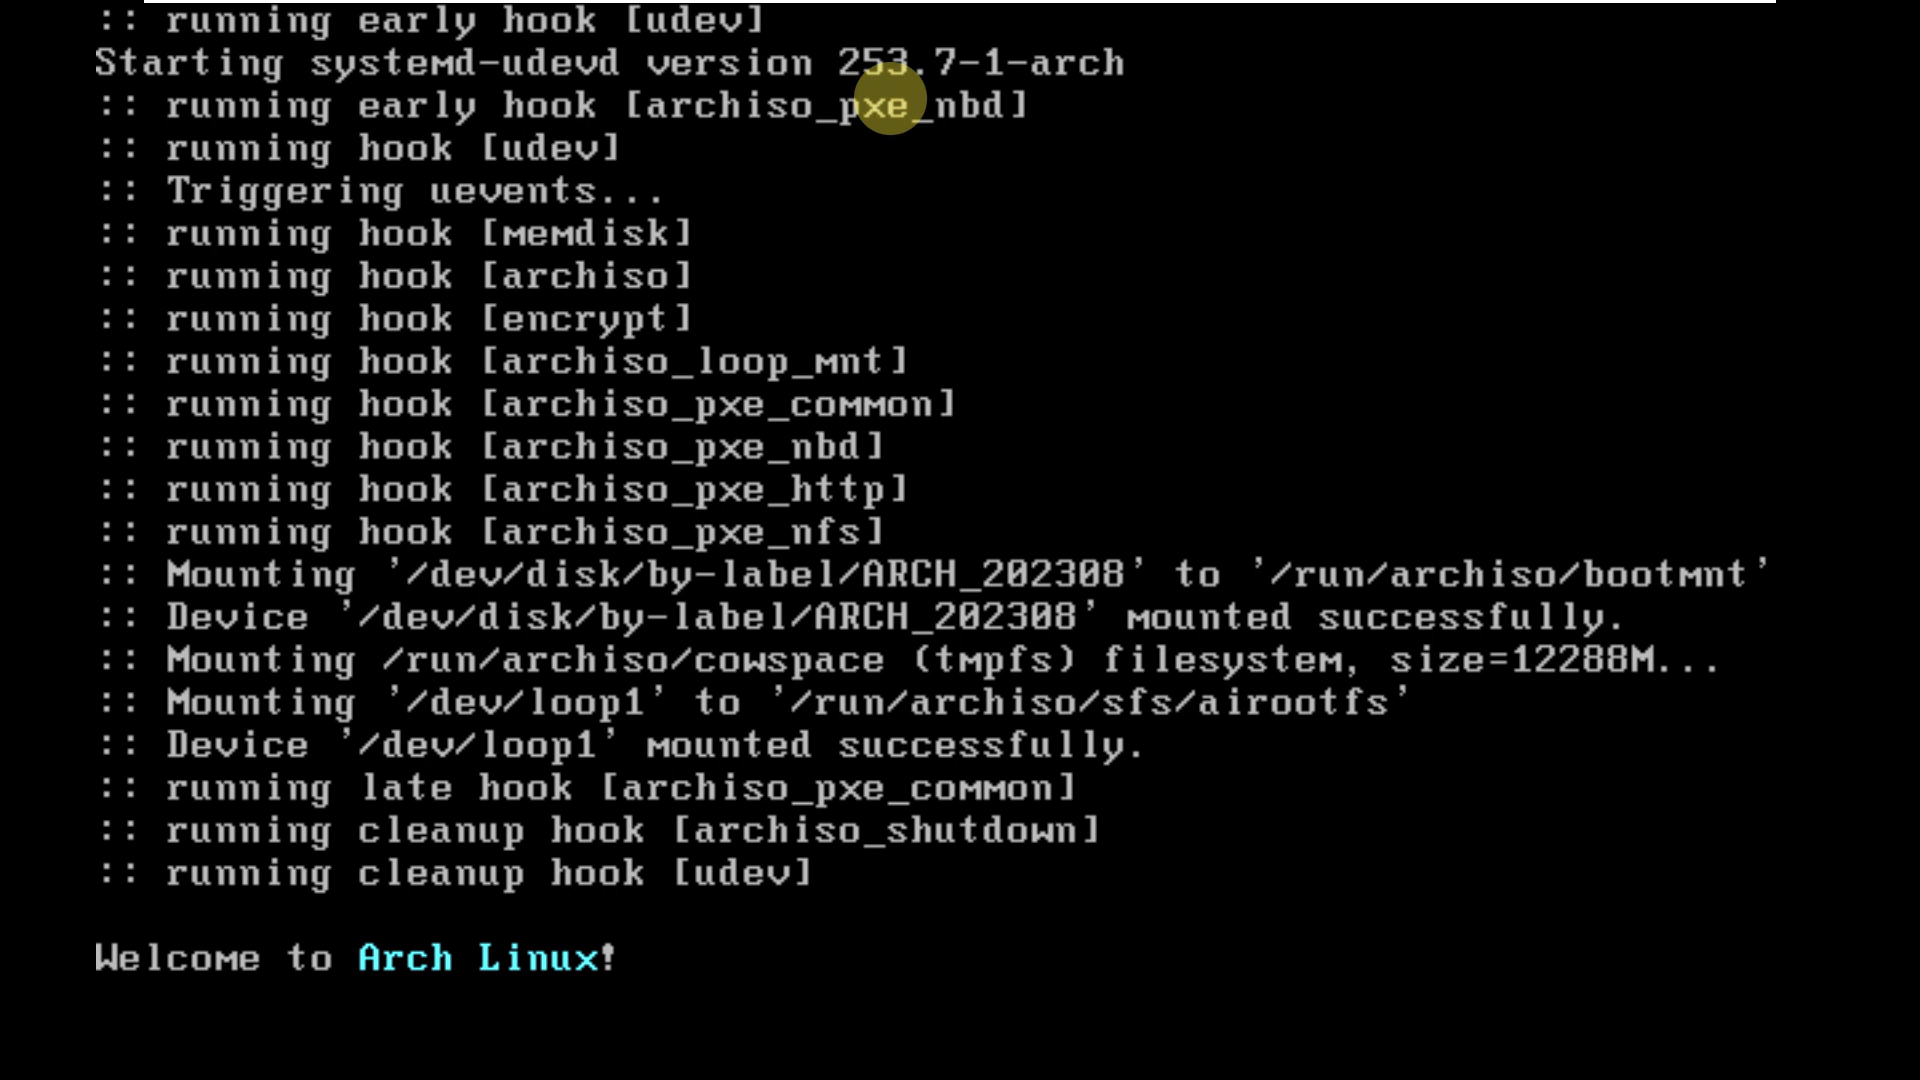 :: running early hook [udev]
Starting systemd-udevd version 253.7-1-arch
:: running early hook [archiso_pxe_nbd]
:: running hook [udev]
:: Triggering uevents...
:: running hook [memdisk]
:: running hook [archiso]
:: running hook [encrypt]
:: running hook [archiso_loop_mnt]
:: running hook [archiso_pxe_common]
:: running hook [archiso_pxe_nbd]
:: running hook [archiso_pxe_http]
:: running hook [archiso_pxe_nfs]
:: Mounting '/dev/disk/by-label/ARCH_202308' to '/run/archiso/bootmnt'
:: Device '/dev/disk/by-label/ARCH_202308' mounted successfully.
:: Mounting /run/archiso/cowspace (tmpfs) filesystem, size=12288M...
:: Mounting '/dev/loop1' to '/run/archiso/sfs/airootfs'
:: Device '/dev/loop1' mounted successfully.
:: running late hook [archiso_pxe_common]
:: running cleanup hook [archiso_shutdown]
:: running cleanup hook [udev]
Welcome to Arch Linux!